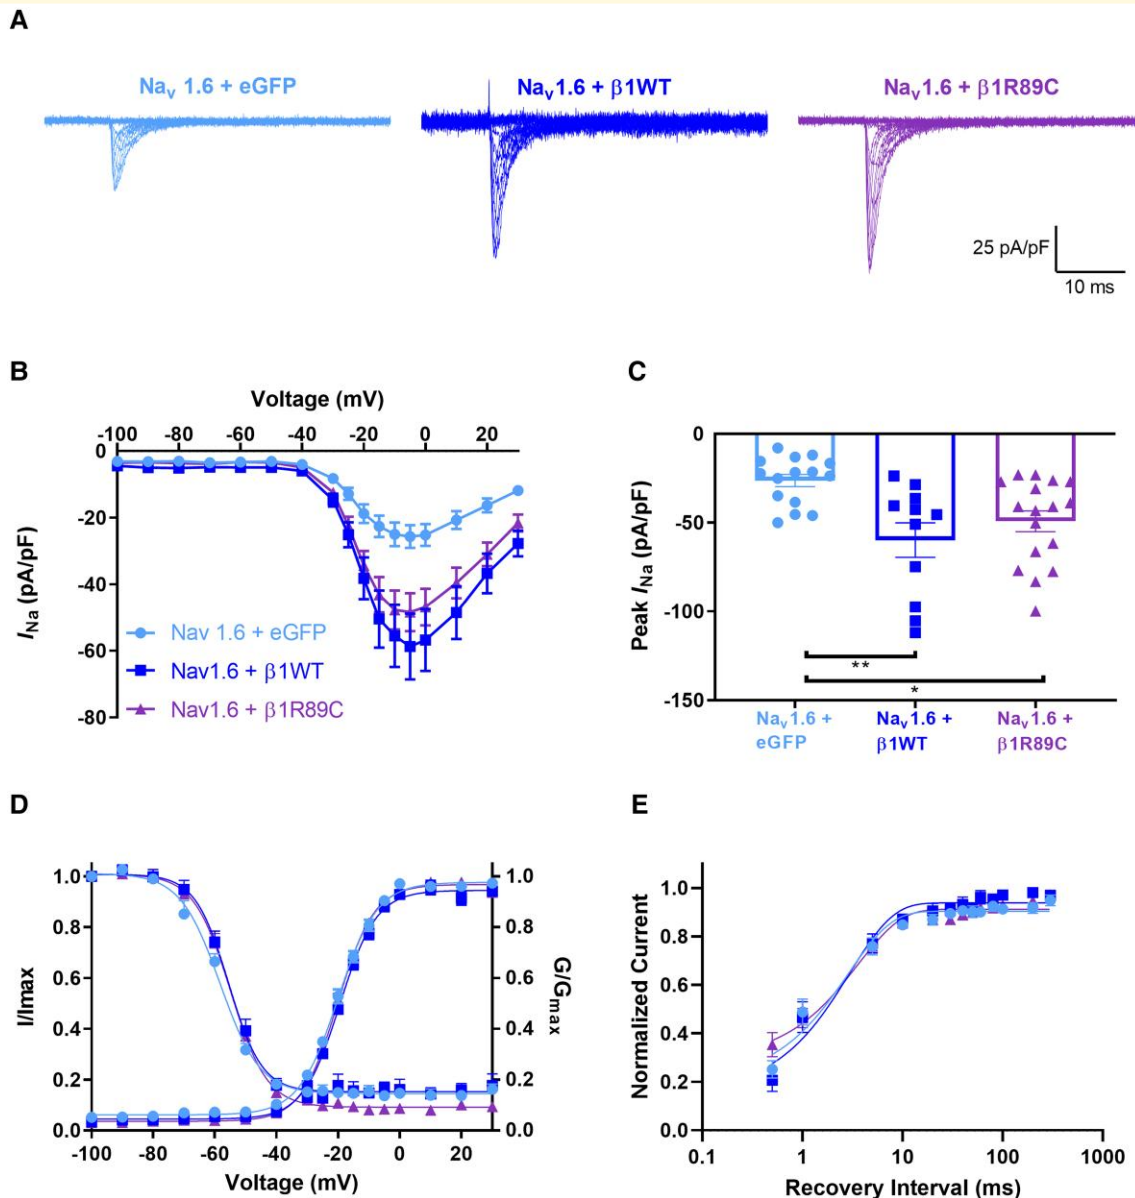 A
Naᵥ 1.6 + eGFP
Naᵥ1.6 + β1WT
Naᵥ1.6 + β1R89C
25 pA/pF
10 ms
B
Voltage (mV)
-100 -80 -60 -40 -20 0 20
0
-20
-40
-60
-80
I_Na (pA/pF)
Nav 1.6 + eGFP
Nav1.6 + β1WT
Nav1.6 + β1R89C
C
0
-50
-100
-150
Peak I_Na (pA/pF)
**
*
Naᵥ1.6 +
eGFP
Naᵥ1.6 +
β1WT
Naᵥ1.6 +
β1R89C
D
1.0
0.8
0.6
0.4
0.2
0.0
I/Imax
1.0
0.8
0.6
0.4
0.2
0.0
G/G_max
-100 -80 -60 -40 -20 0 20
Voltage (mV)
E
1.0
0.8
0.6
0.4
0.2
0.0
Normalized Current
0.1 1 10 100 1000
Recovery Interval (ms)